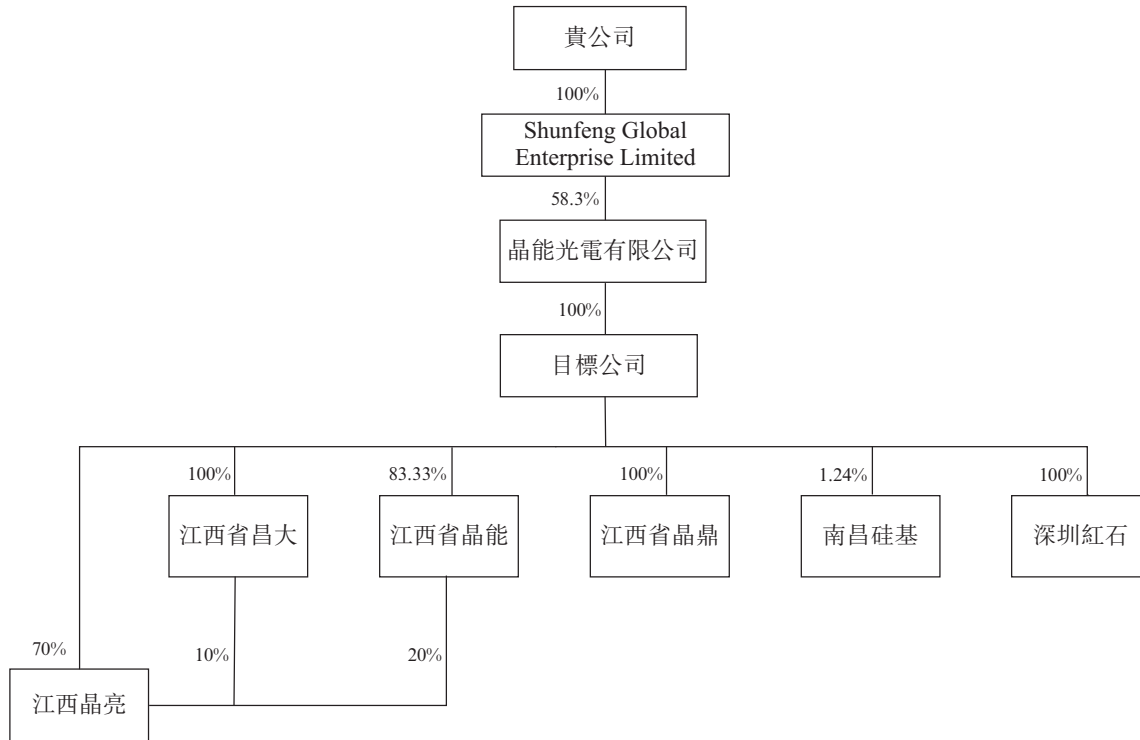 貴公司
100%
Shunfeng Global
Enterprise Limited
58.3%
晶能光電有限公司
100%
目標公司
100%
83.33%
100%
1.24%
100%
江西省昌大
江西省晶能
江西省晶鼎
南昌硅基
深圳紅石
70%
10%
20%
江西晶亮